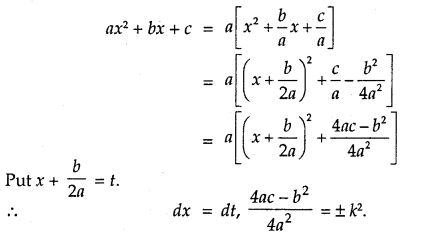 ax² + bx + c = a[x² + b/a x + c/a]
= a[(x + b/2a)² + c/a − b²/4a²]
= a[(x + b/2a)² + (4ac − b²)/4a²]
Put x + b/2a = t.
∴ dx = dt, (4ac − b²)/4a² = ± k².